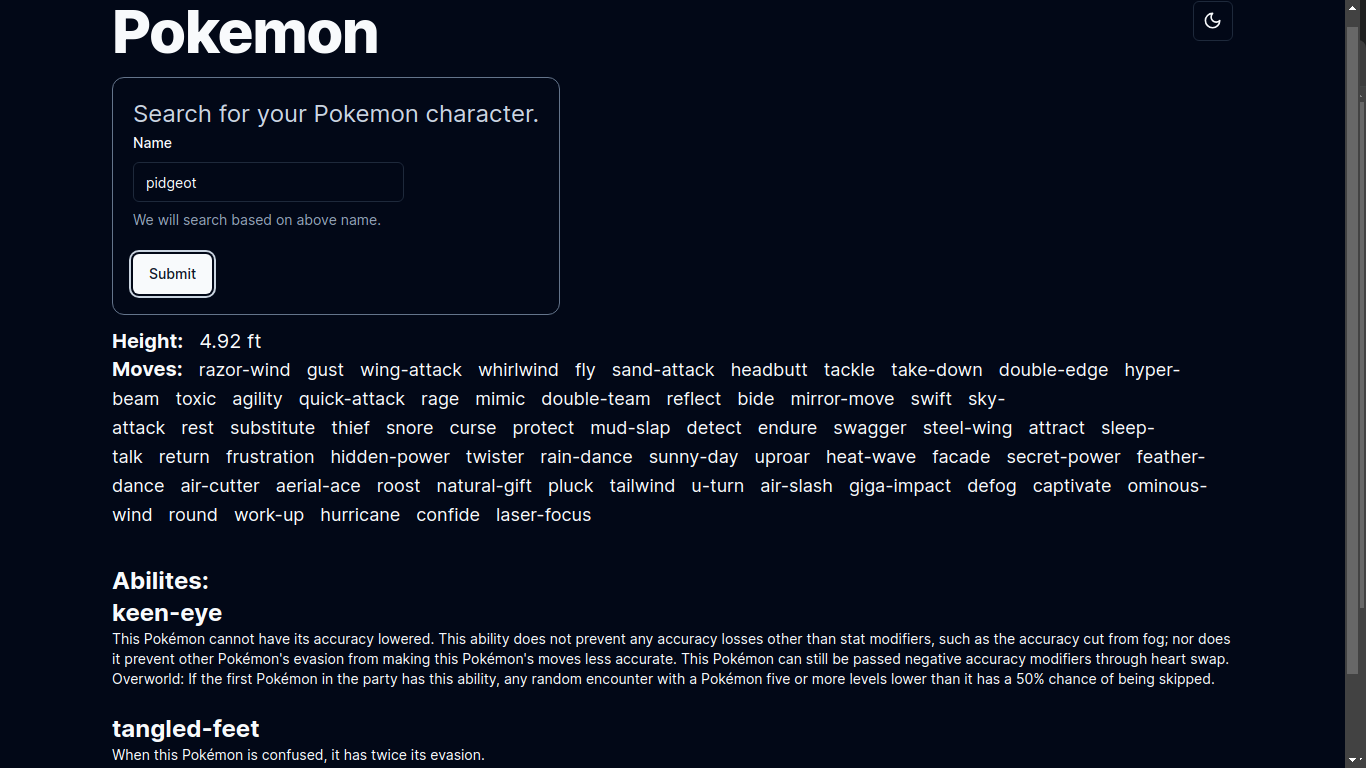 Pokemon
Search for your Pokemon character.
Name
pidgeot
We will search based on above name.
Submit
Height: 4.92 ft
Moves: razor-wind gust wing-attack whirlwind fly sand-attack headbutt tackle take-down double-edge hyper-
beam toxic agility quick-attack rage mimic double-team reflect bide mirror-move swift sky-
attack rest substitute thief snore curse protect mud-slap detect endure swagger steel-wing attract sleep-
talk return frustration hidden-power twister rain-dance sunny-day uproar heat-wave facade secret-power feather-
dance air-cutter aerial-ace roost natural-gift pluck tailwind u-turn air-slash giga-impact defog captivate ominous-
wind round work-up hurricane confide laser-focus
Abilites:
keen-eye
This Pokémon cannot have its accuracy lowered. This ability does not prevent any accuracy losses other than stat modifiers, such as the accuracy cut from fog; nor does
it prevent other Pokémon's evasion from making this Pokémon's moves less accurate. This Pokémon can still be passed negative accuracy modifiers through heart swap.
Overworld: If the first Pokémon in the party has this ability, any random encounter with a Pokémon five or more levels lower than it has a 50% chance of being skipped.
tangled-feet
When this Pokémon is confused, it has twice its evasion.